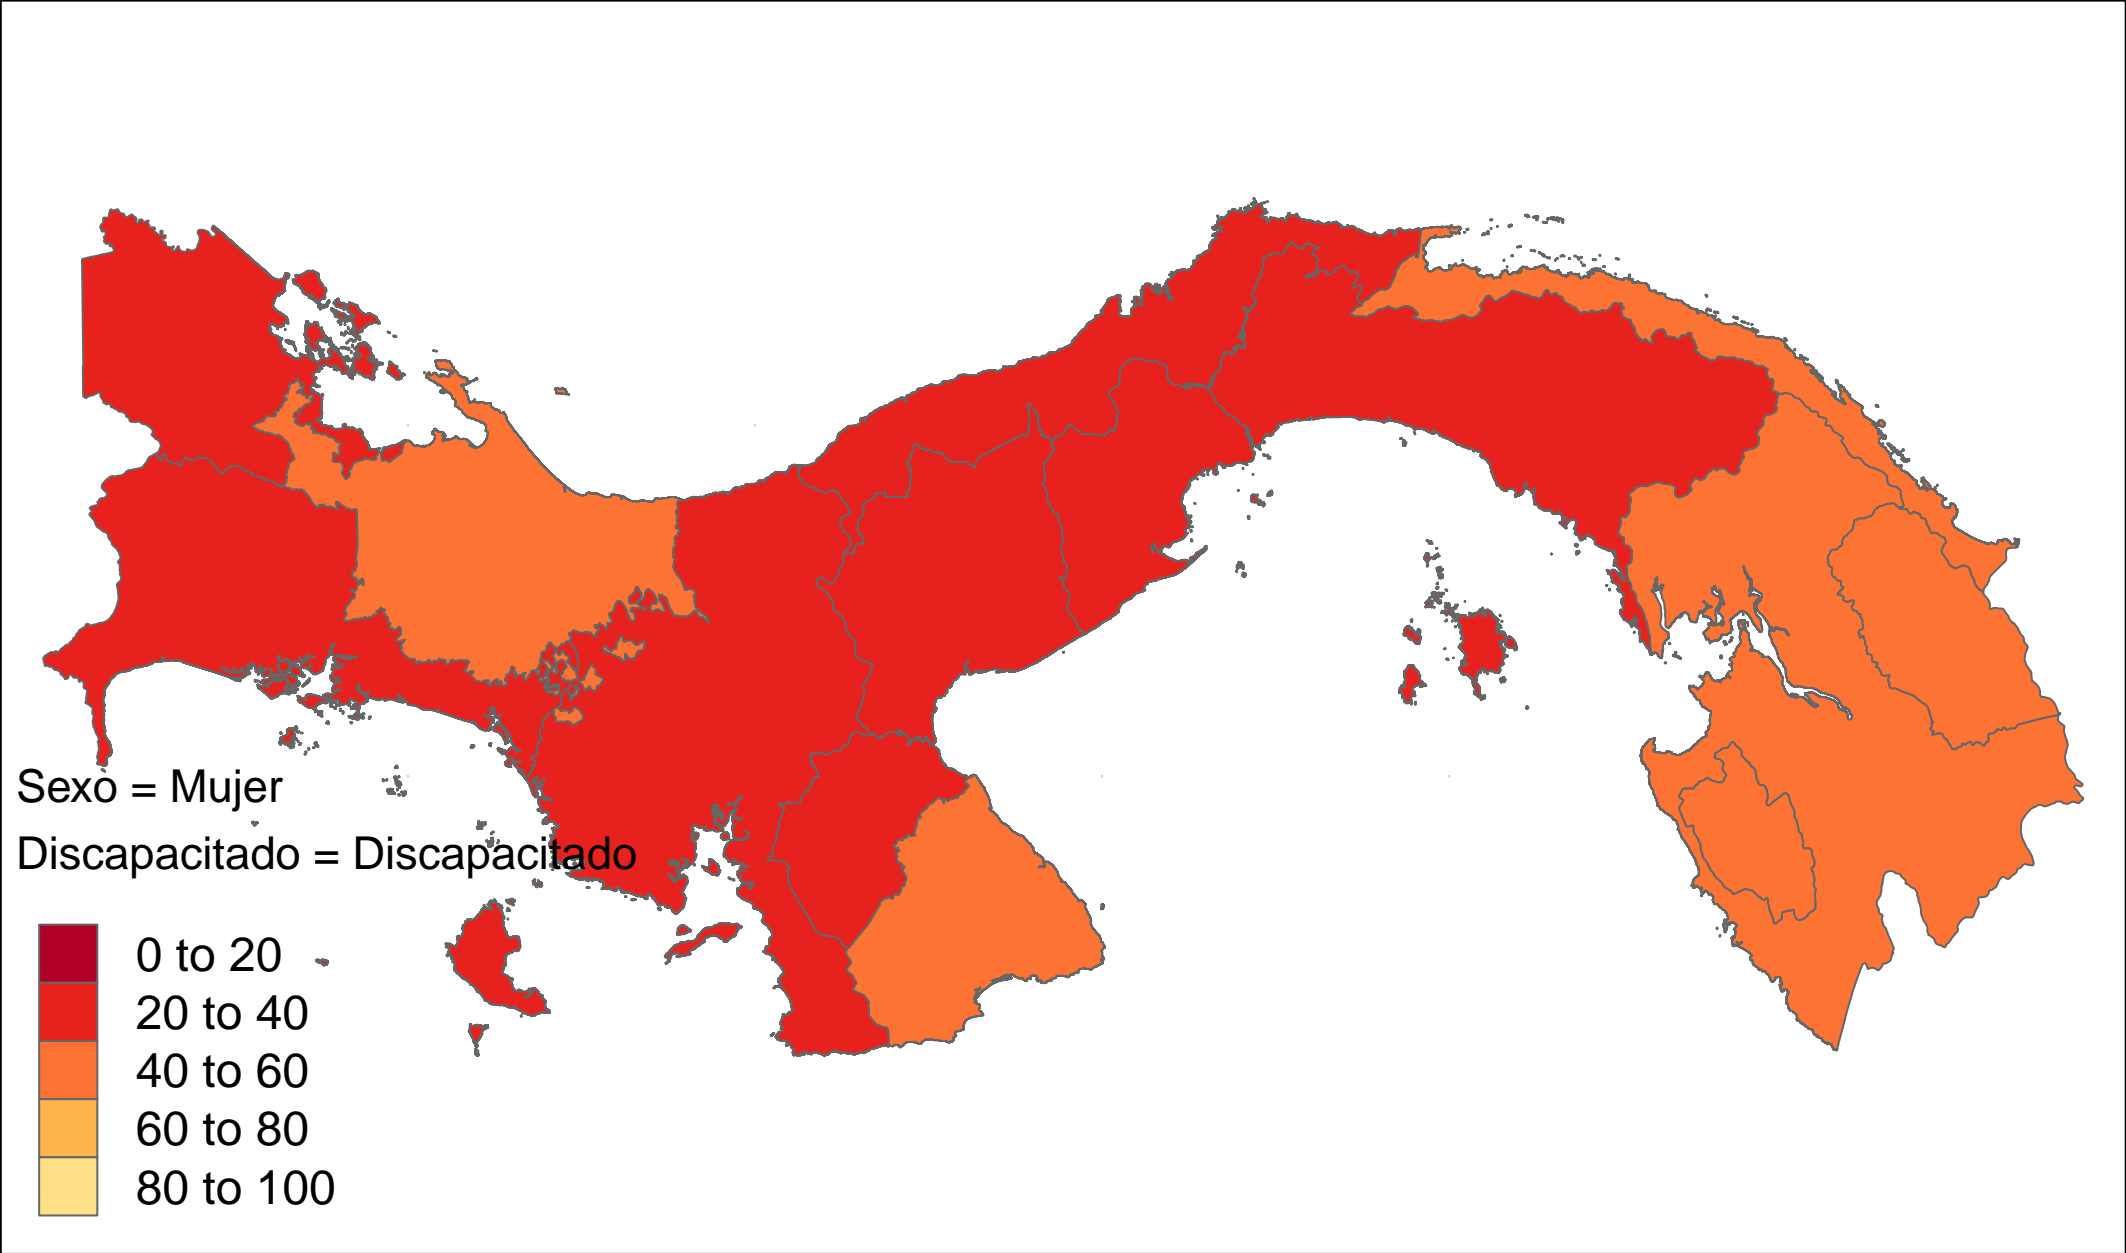 Sexo = Mujer
Discapacitado = Discapacitado
0 to 20
20 to 40
40 to 60
60 to 80
80 to 100